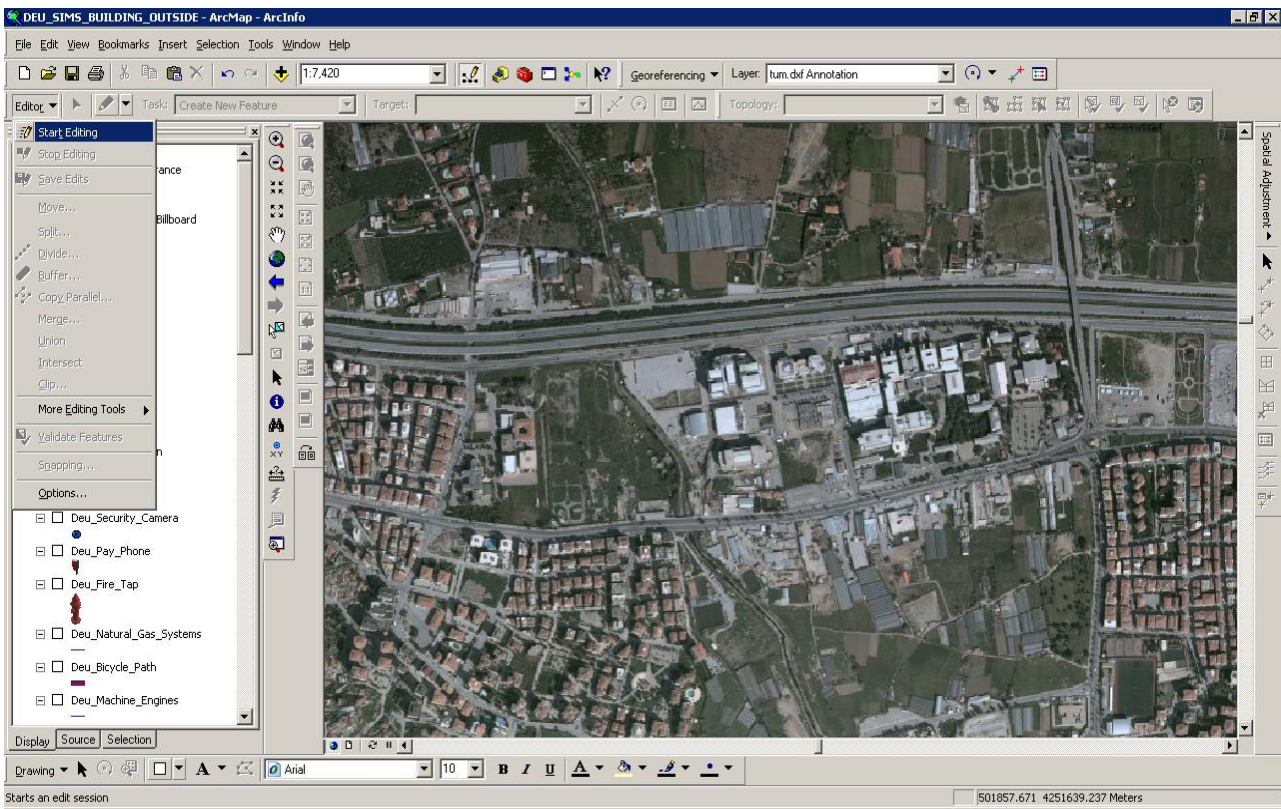 DEU_SIMS_BUILDING_OUTSIDE - ArcMap - ArcInfo
File Edit View Bookmarks Insert Selection Tools Window Help
1:7,420 Georeferencing Layer: tum.dxf Annotation
Editor Task: Create New Feature Target: Topology:
Start Editing
Stop Editing
Save Edits
Move...
Split...
Divide...
Buffer...
Copy Parallel...
Merge...
Union
Intersect
Clip...
More Editing Tools
Validate Features
Snapping...
Options...
rance
Billboard
n
Deu_Security_Camera
Deu_Pay_Phone
Deu_Fire_Tap
Deu_Natural_Gas_Systems
Deu_Bicycle_Path
Deu_Machine_Engines
Display Source Selection
XY
1:1
Spatial Adjustment
Drawing A Arial 10 B I U A
Starts an edit session 501857.671 4251639.237 Meters